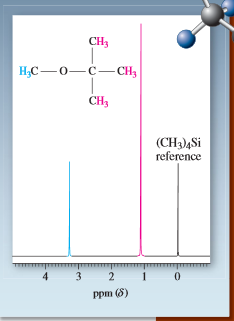 CH₃
H₃C—O—C—CH₃
CH₃
(CH₃)₄Si
reference
4 3 2 1 0
ppm (δ)